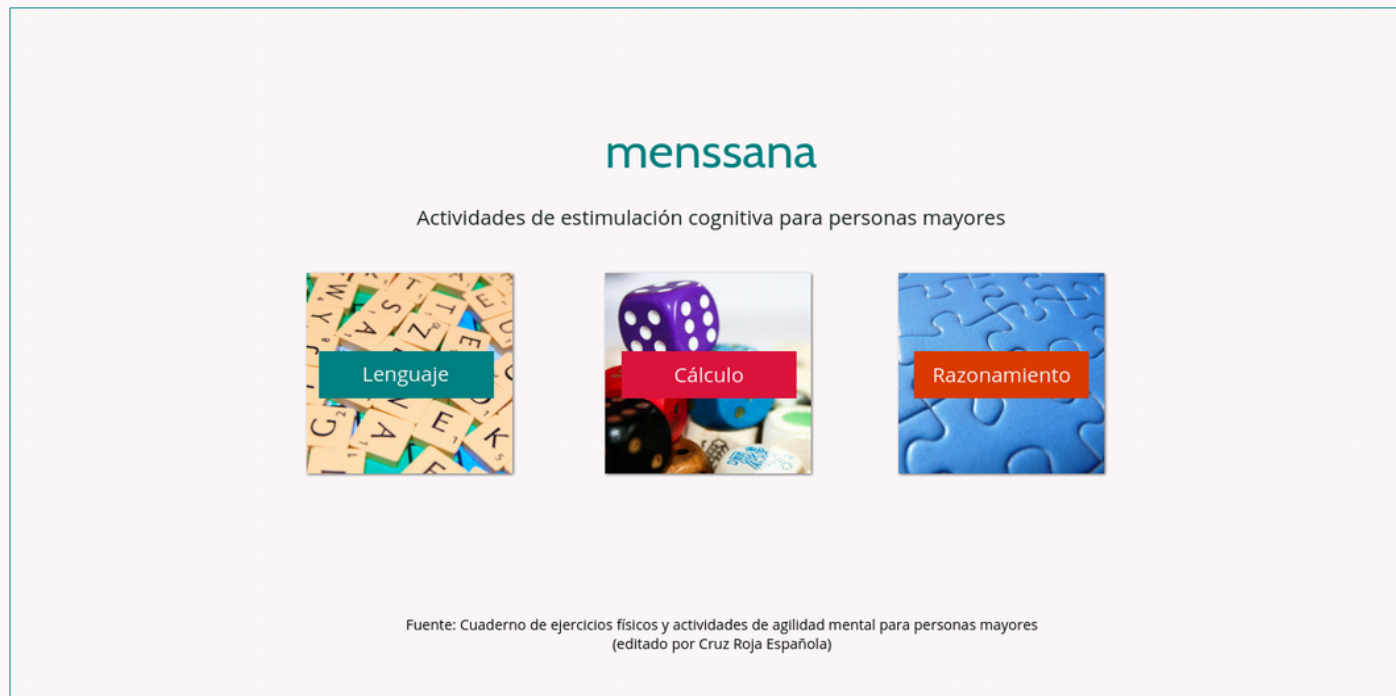 menssana
Actividades de estimulación cognitiva para personas mayores
Lenguaje
Cálculo
Razonamiento
Fuente: Cuaderno de ejercicios físicos y actividades de agilidad mental para personas mayores
(editado por Cruz Roja Española)